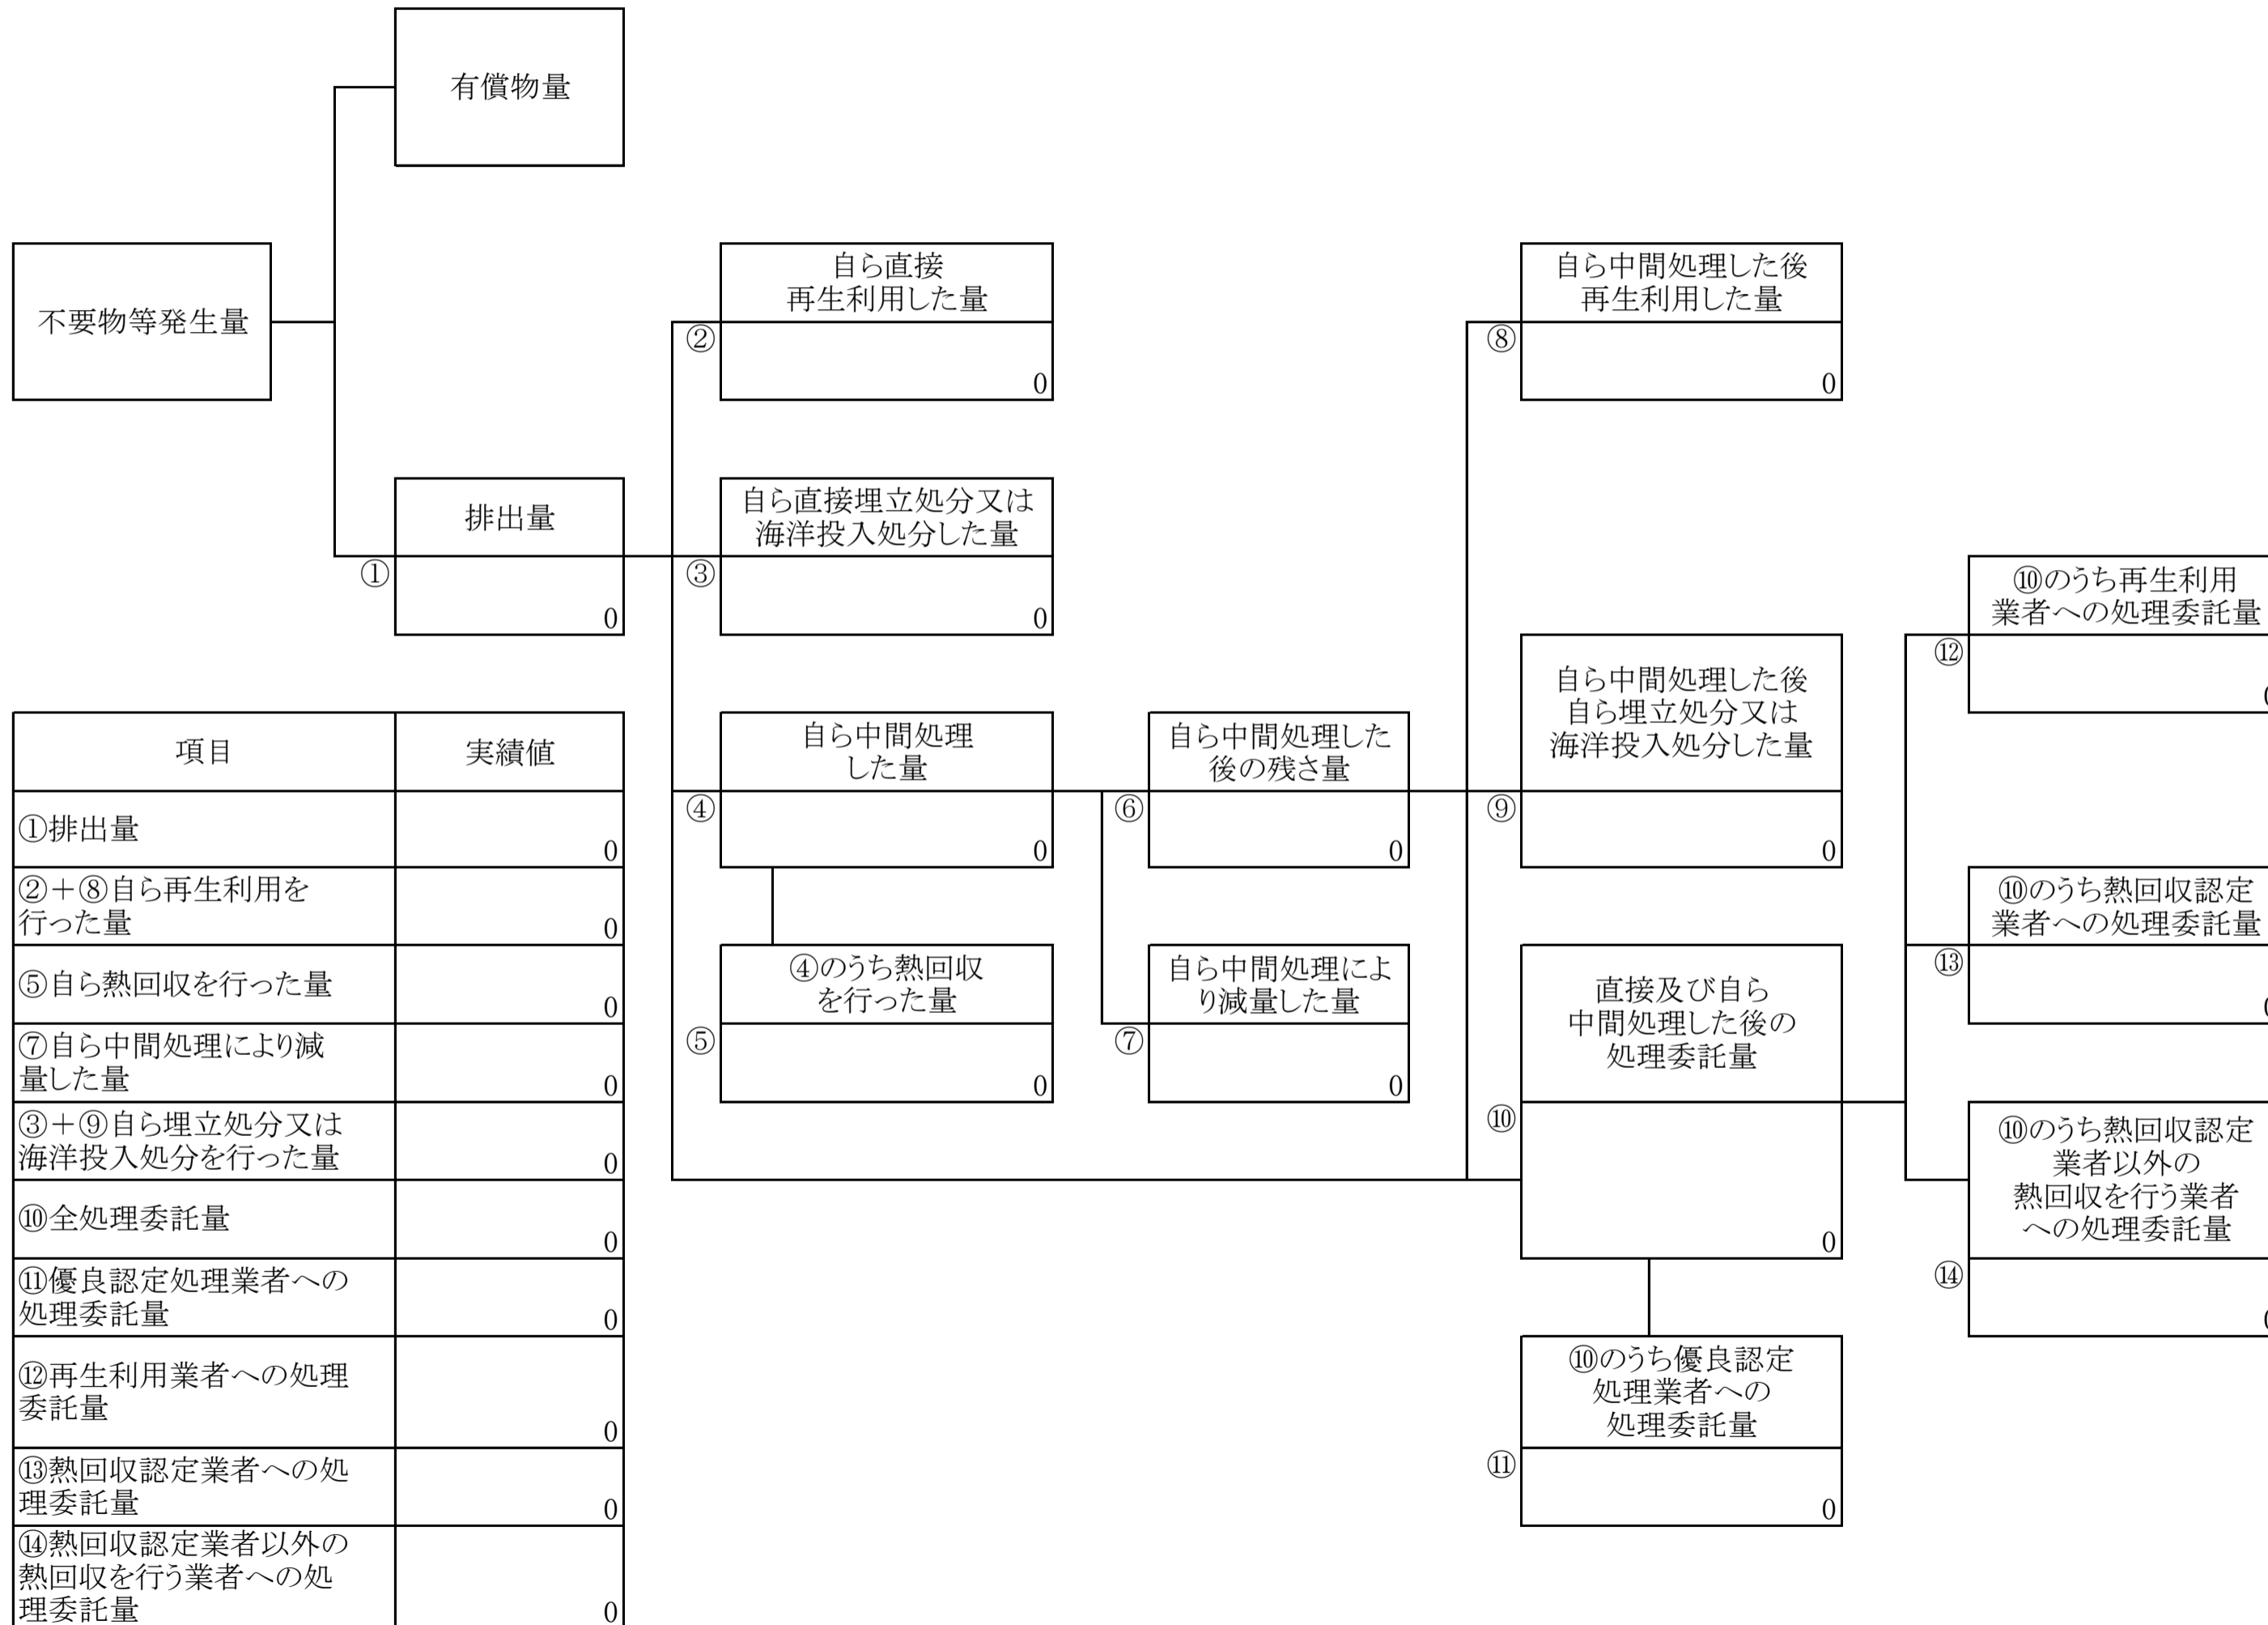 有償物量
不要物等発生量
自ら直接
再生利用した量
②
0
自ら中間処理した後
再生利用した量
⑧
0
排出量
①
0
自ら直接埋立処分又は
海洋投入処分した量
③
0
自ら中間処理
した量
④
0
④のうち熱回収
を行った量
⑤
0
自ら中間処理した
後の残さ量
⑥
0
自ら中間処理によ
り減量した量
⑦
0
自ら中間処理した後
自ら埋立処分又は
海洋投入処分した量
⑨
0
直接及び自ら
中間処理した後の
処理委託量
⑩
0
⑩のうち優良認定
処理業者への
処理委託量
⑪
0
⑩のうち再生利用
業者への処理委託量
⑫
0
⑩のうち熱回収認定
業者への処理委託量
⑬
0
⑩のうち熱回収認定
業者以外の
熱回収を行う業者
への処理委託量
⑭
0
項目 実績値
①排出量
0
②+⑧自ら再生利用を
行った量
0
⑤自ら熱回収を行った量
0
⑦自ら中間処理により減
量した量
0
③+⑨自ら埋立処分又は
海洋投入処分を行った量
0
⑩全処理委託量
0
⑪優良認定処理業者への
処理委託量
0
⑫再生利用業者への処理
委託量
0
⑬熱回収認定業者への処
理委託量
0
⑭熱回収認定業者以外の
熱回収を行う業者への処
理委託量
0